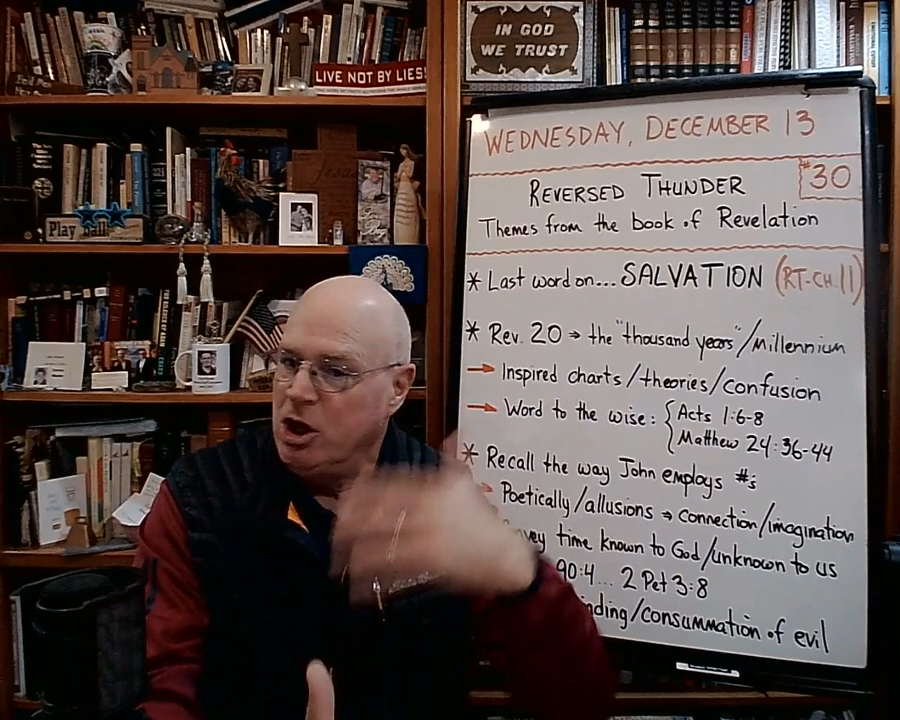 IN GOD
WE TRUST
LIVE NOT BY LIES
Play Ball
WEDNESDAY, DECEMBER 13
#30
REVERSED THUNDER
Themes from the book of Revelation
* Last word on... SALVATION (RT-CH.11)
* Rev. 20 → the "thousand years"/Millennium
→ Inspired charts/theories/confusion
→ Word to the wise: { Acts 1:6-8
Matthew 24:36-44
* Recall the way John employs #s
Poetically/allusions → connection/imagination
time known to God/unknown to us
90:4... 2 Pet 3:8
/consummation of evil